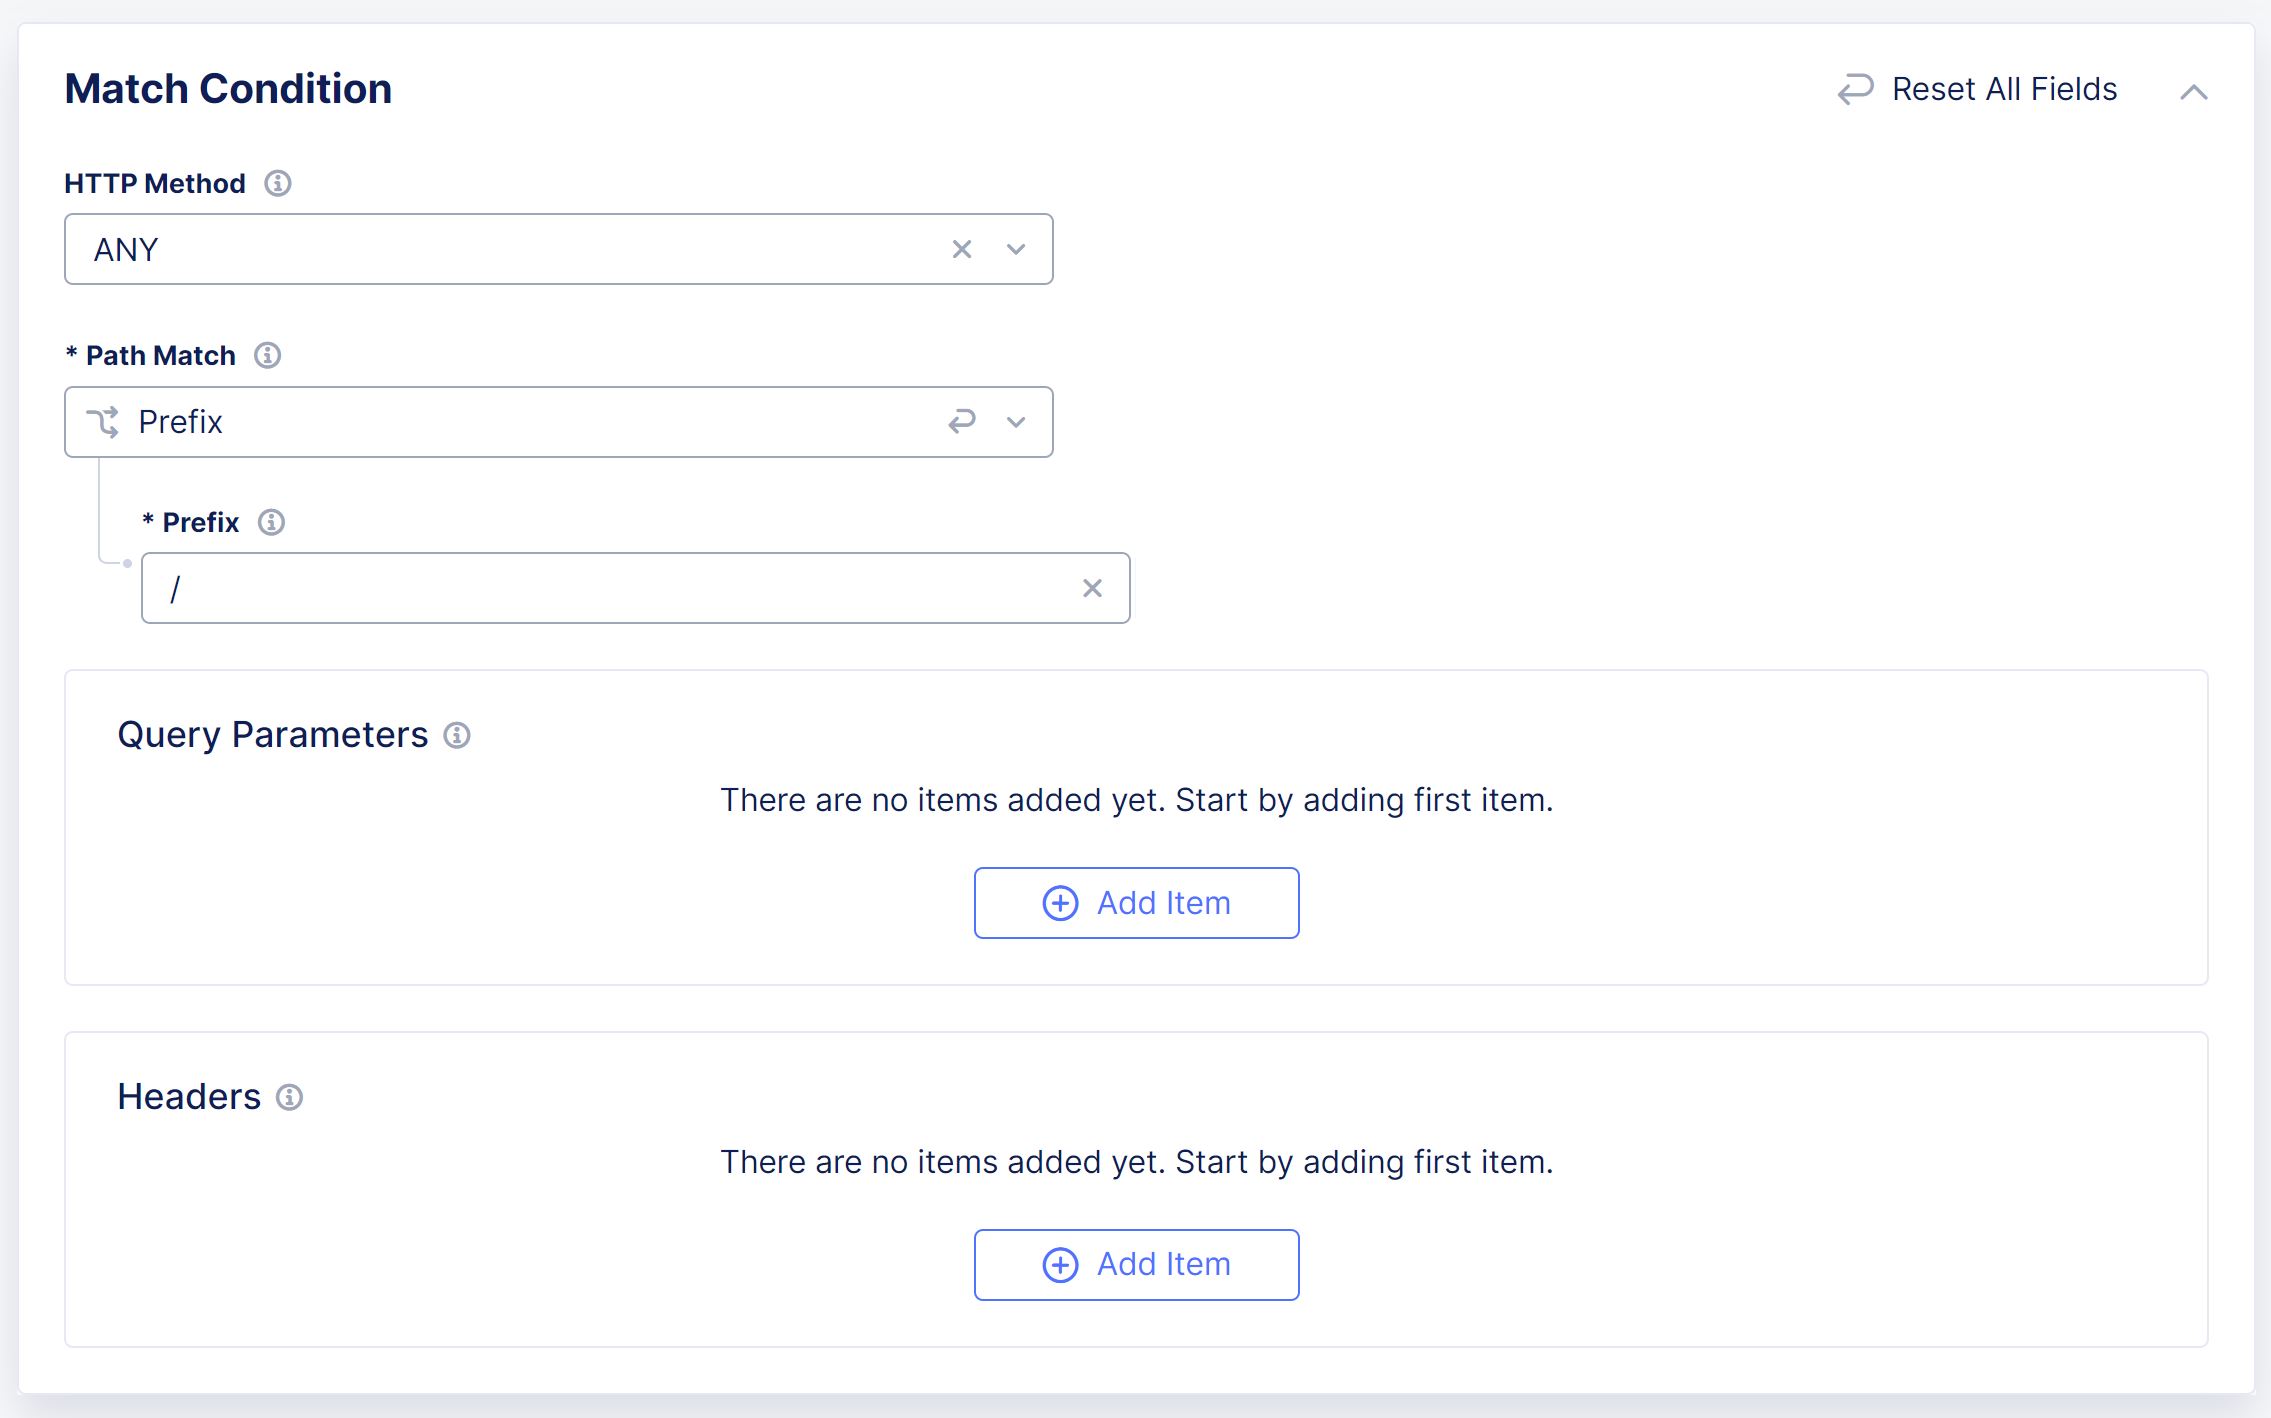 Match Condition
Reset All Fields
HTTP Method
ANY
* Path Match
Prefix
* Prefix
/
Query Parameters
There are no items added yet. Start by adding first item.
Add Item
Headers
There are no items added yet. Start by adding first item.
Add Item